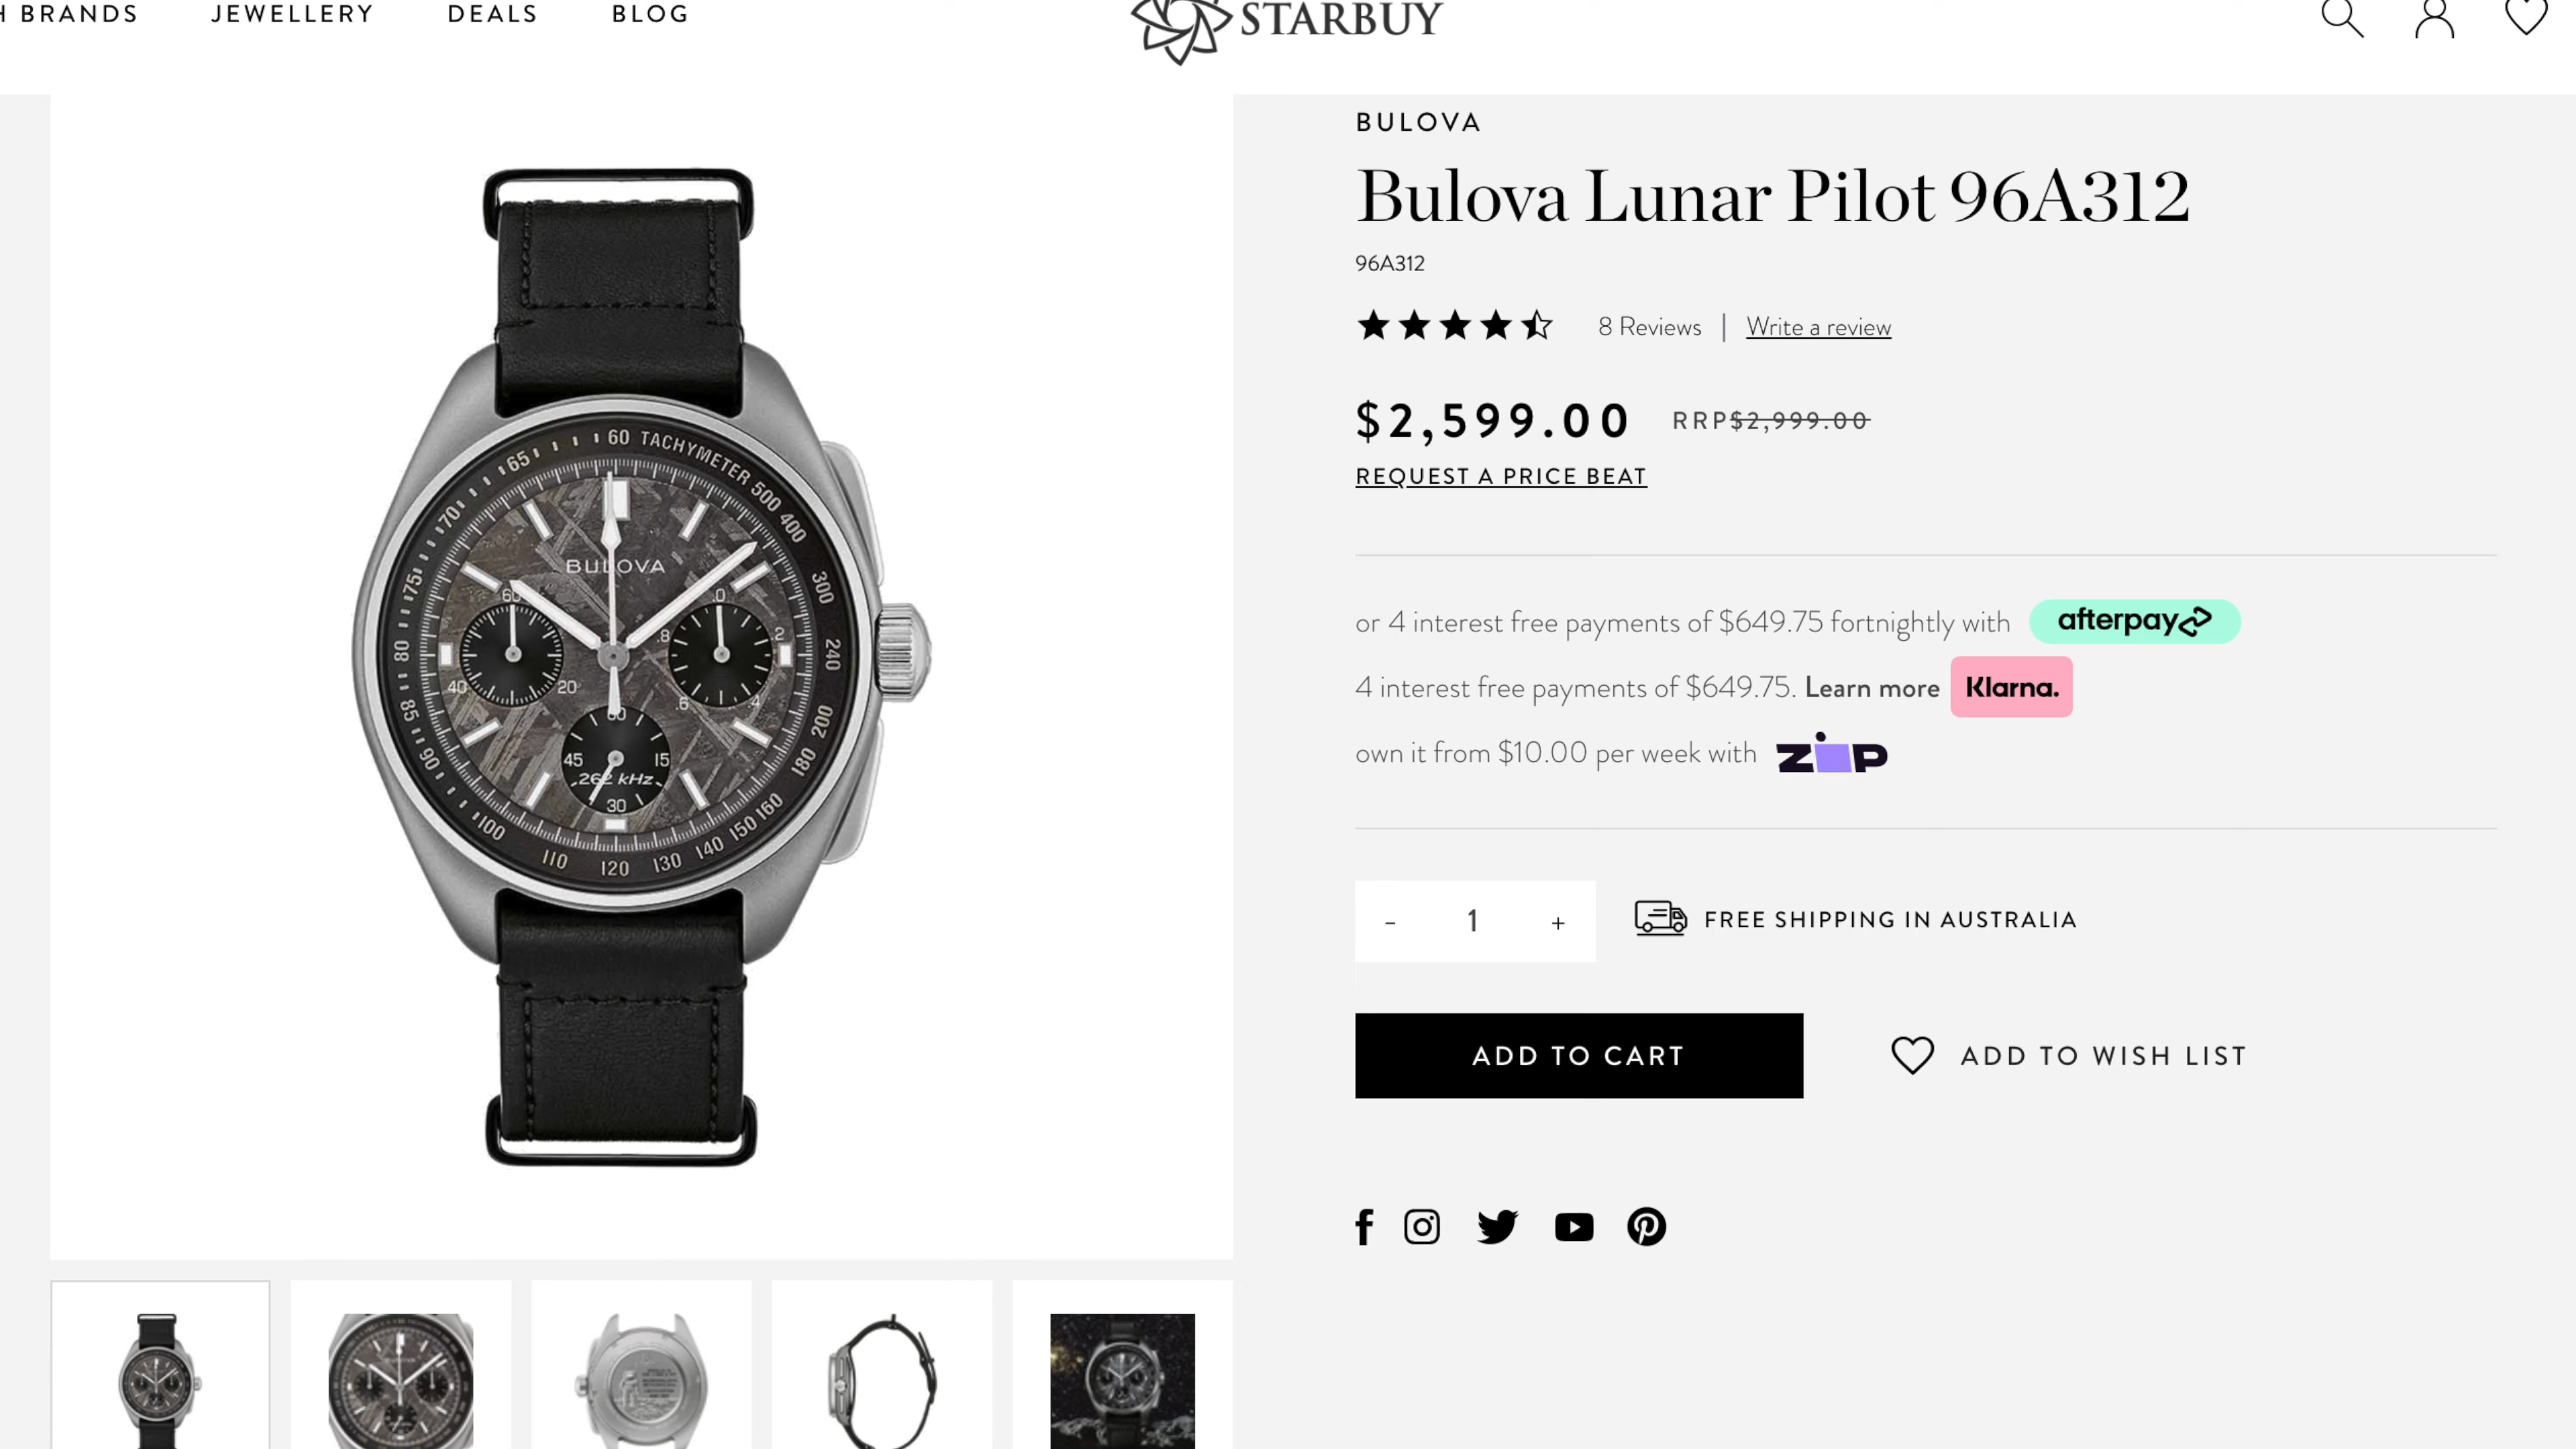 BRANDS
JEWELLERY
DEALS
BLOG
STARBUY
60 TACHYMETER 500 400 300 240 200 180 160 150 140 130 120 110 100 90 85 80 75 70 65
BULOVA
60 20 40
0 2 4 .6 .8
60 15 30 45
262 kHz
BULOVA
Bulova Lunar Pilot 96A312
96A312
8 Reviews | Write a review
$2,599.00 RRP$2,999.00
REQUEST A PRICE BEAT
or 4 interest free payments of $649.75 fortnightly with afterpay
4 interest free payments of $649.75. Learn more Klarna.
own it from $10.00 per week with zip
- 1 + FREE SHIPPING IN AUSTRALIA
ADD TO CART
ADD TO WISH LIST